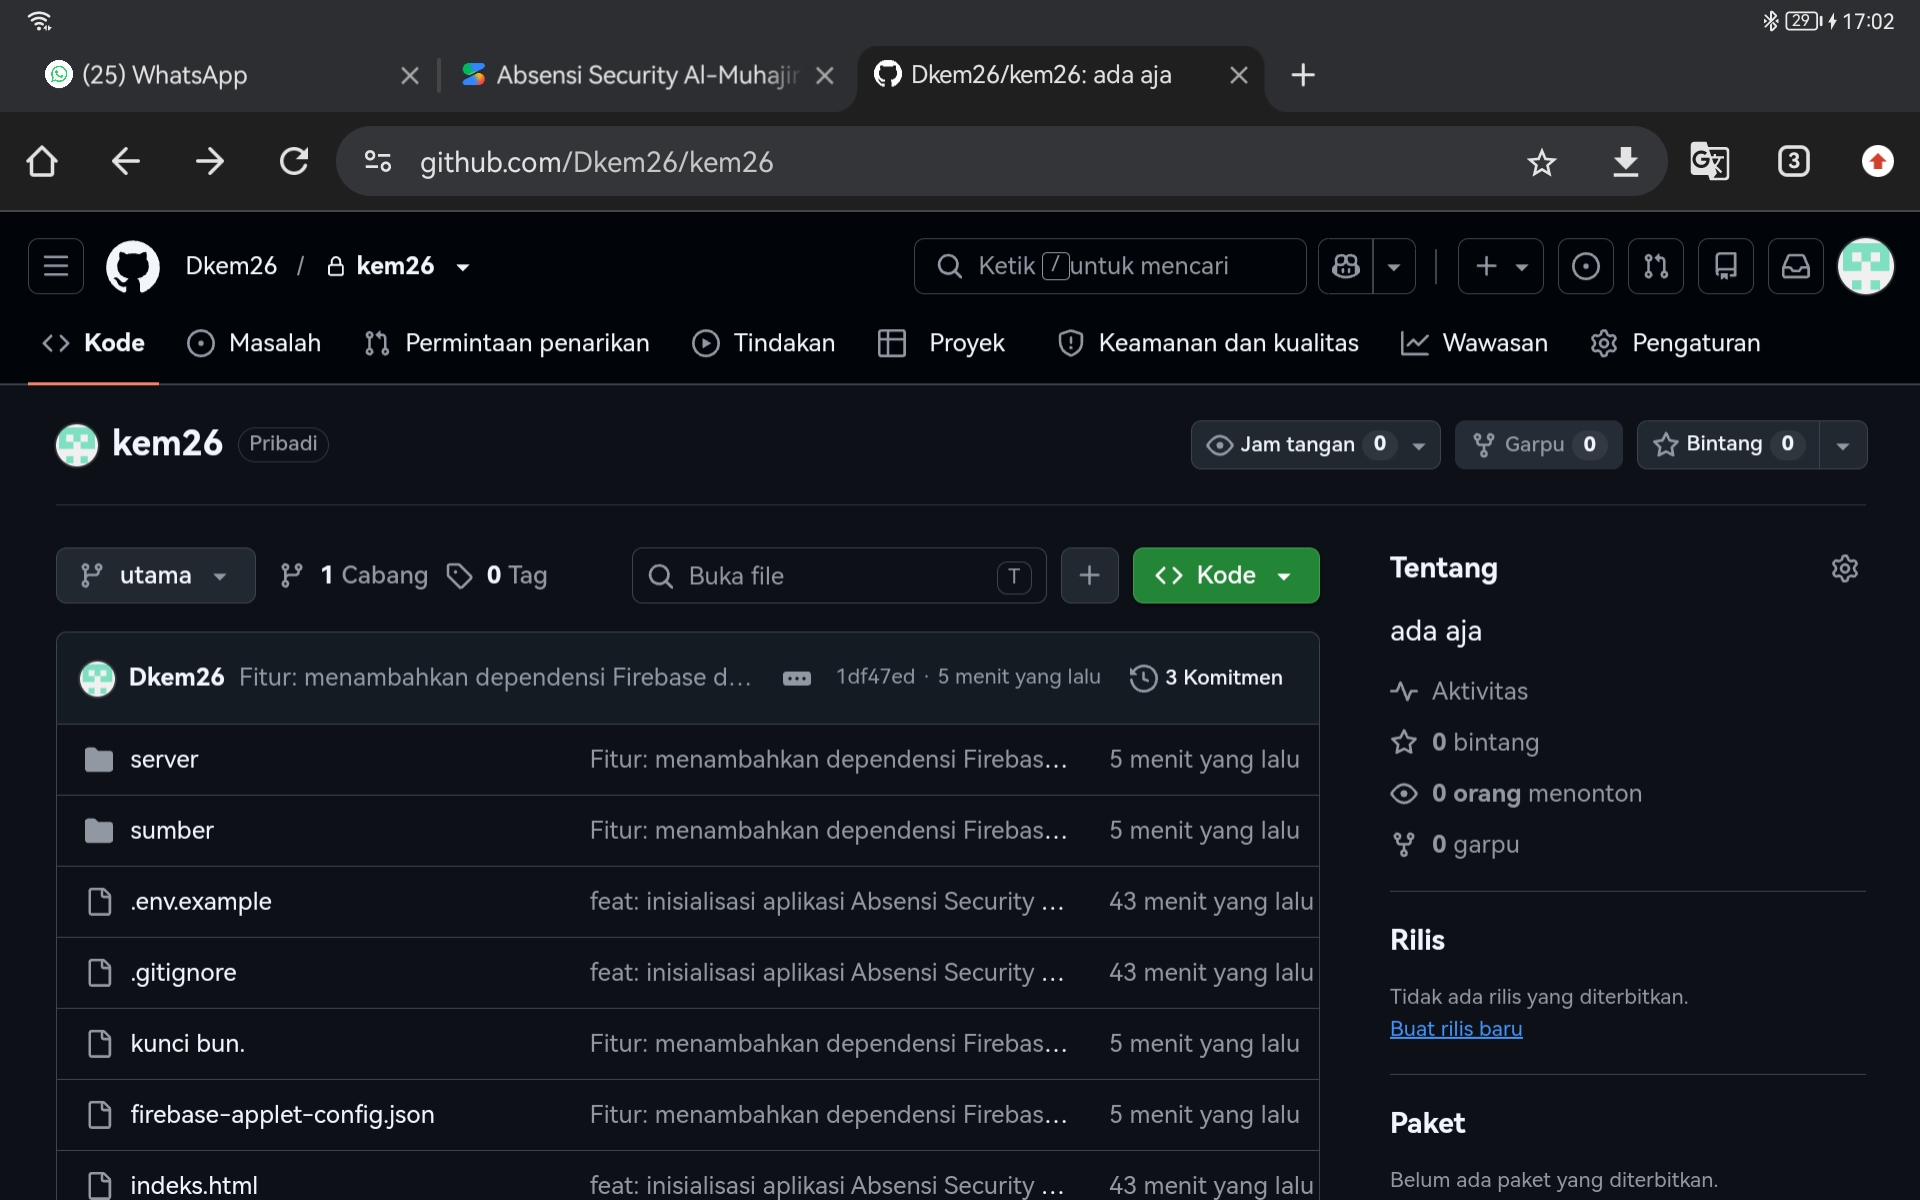 29 17:02
(25) WhatsApp
Absensi Security Al-Muhajir
Dkem26/kem26: ada aja
github.com/Dkem26/kem26
3
Dkem26 / kem26
Ketik / untuk mencari
Kode
Masalah
Permintaan penarikan
Tindakan
Proyek
Keamanan dan kualitas
Wawasan
Pengaturan
kem26 Pribadi
Jam tangan 0
Garpu 0
Bintang 0
utama
1 Cabang
0 Tag
Buka file T
Kode
Dkem26 Fitur: menambahkan dependensi Firebase d... 1df47ed · 5 menit yang lalu 3 Komitmen
server Fitur: menambahkan dependensi Firebas... 5 menit yang lalu
sumber Fitur: menambahkan dependensi Firebas... 5 menit yang lalu
.env.example feat: inisialisasi aplikasi Absensi Security ... 43 menit yang lalu
.gitignore feat: inisialisasi aplikasi Absensi Security ... 43 menit yang lalu
kunci bun. Fitur: menambahkan dependensi Firebas... 5 menit yang lalu
firebase-applet-config.json Fitur: menambahkan dependensi Firebas... 5 menit yang lalu
indeks.html feat: inisialisasi aplikasi Absensi Security ... 43 menit yang lalu
Tentang
ada aja
Aktivitas
0 bintang
0 orang menonton
0 garpu
Rilis
Tidak ada rilis yang diterbitkan.
Buat rilis baru
Paket
Belum ada paket yang diterbitkan.